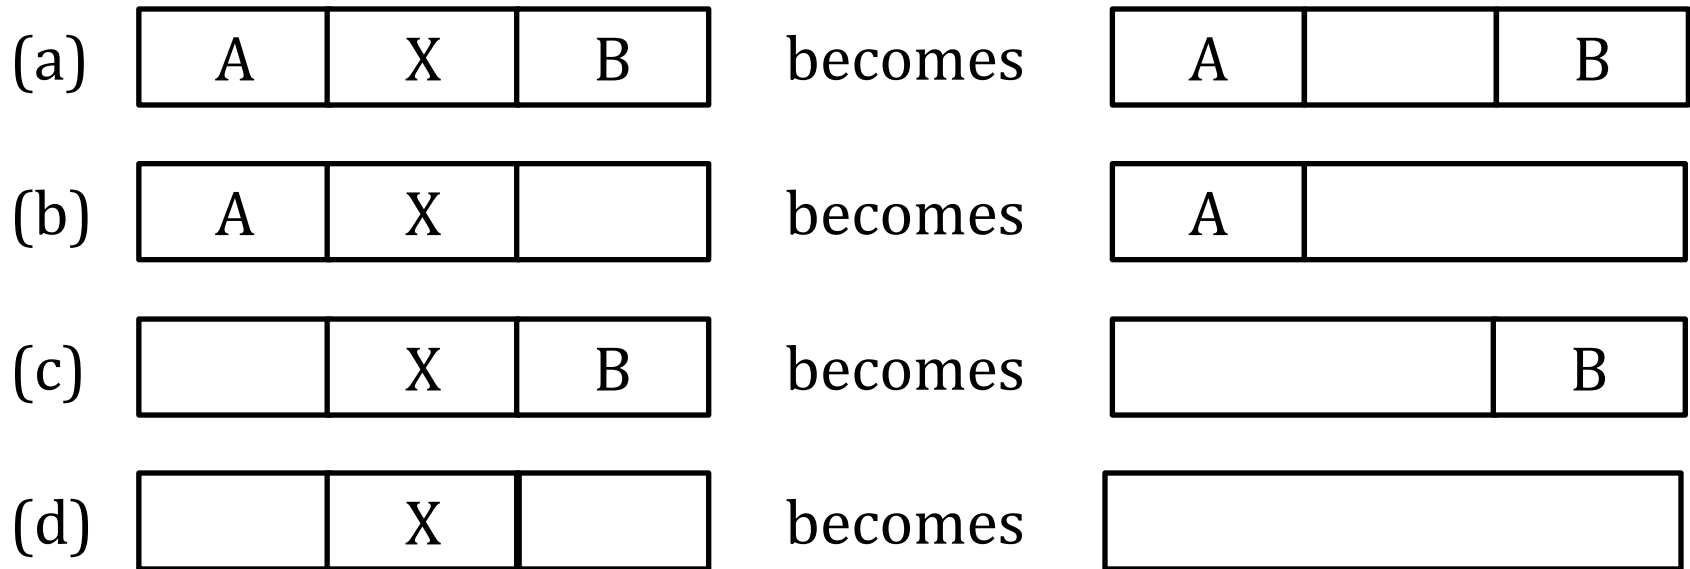 (a) A X B becomes A B
(b) A X becomes A
(c) X B becomes B
(d) X becomes